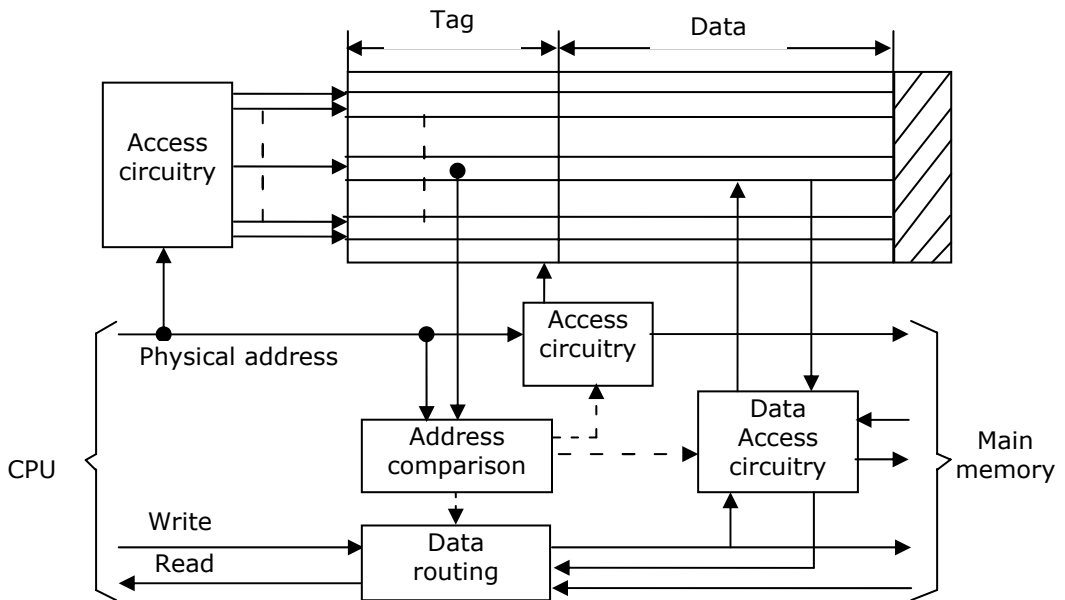 Tag
Data
Access
circuitry
Access
circuitry
Physical address
Data
Access
circuitry
Address
comparison
Main
memory
CPU
Write
Data
routing
Read